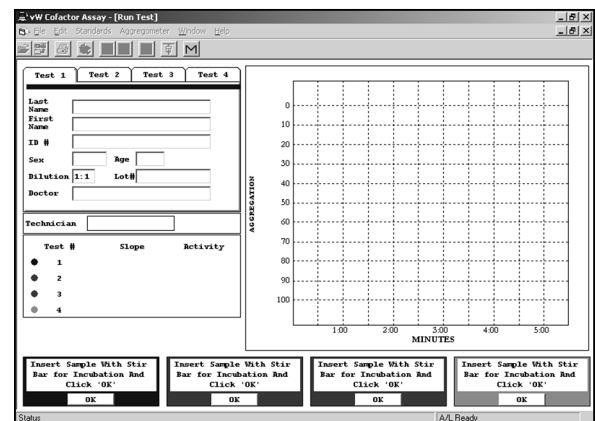 vW Cofactor Assay - [Run Test]
File Edit Standards Aggregometer Window Help
M
Test 1 Test 2 Test 3 Test 4
Last Name
First Name
ID #
Sex Age
Dilution 1:1 Lot#
Doctor
Technician
Test # Slope Activity
1
2
3
4
AGGREGATION
0
10
20
30
40
50
60
70
80
90
100
1:00 2:00 3:00 4:00 5:00
MINUTES
Insert Sample With Stir
Bar for Incubation And
Click 'OK'
OK
Insert Sample With Stir
Bar for Incubation And
Click 'OK'
OK
Insert Sample With Stir
Bar for Incubation And
Click 'OK'
OK
Insert Sample With Stir
Bar for Incubation And
Click 'OK'
OK
Status A/L Ready